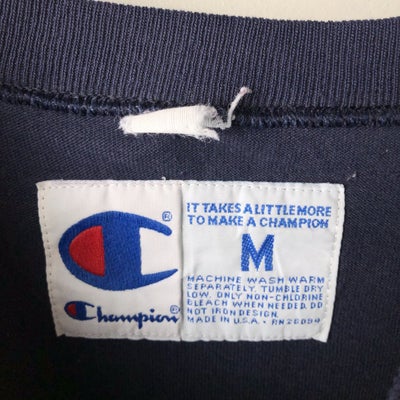 IT TAKES A LITTLE MORE
TO MAKE A CHAMPION
®
M
MACHINE WASH WARM
SEPARATELY. TUMBLE DRY
LOW. ONLY NON-CHLORINE
BLEACH WHEN NEEDED. DO
NOT IRON DESIGN.
MADE IN U.S.A. • RN26094
Champion